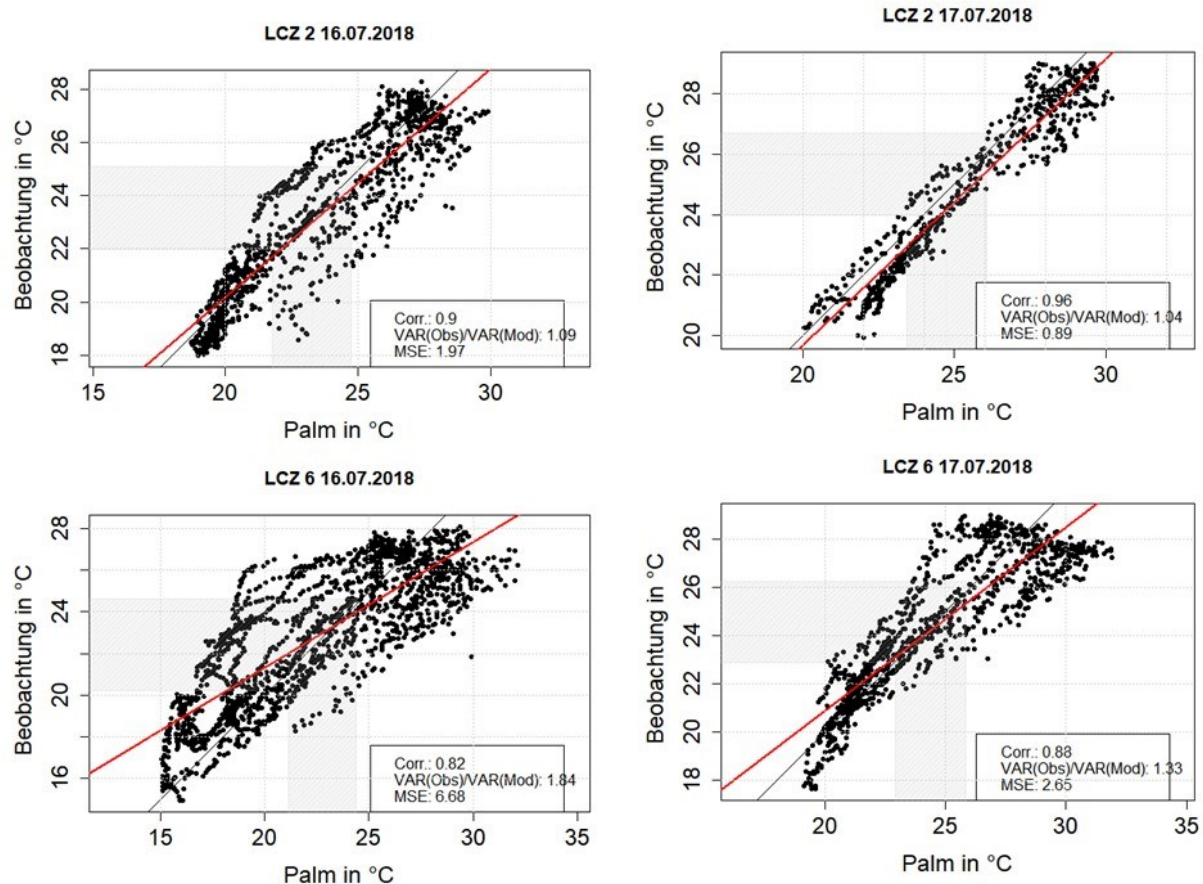 LCZ 2 16.07.2018
28
26
24
22
20
18
Beobachtung in °C
Corr.: 0.9
VAR(Obs)/VAR(Mod): 1.09
MSE: 1.97
15 20 25 30
Palm in °C
LCZ 2 17.07.2018
28
26
24
22
20
Beobachtung in °C
Corr.: 0.96
VAR(Obs)/VAR(Mod): 1.04
MSE: 0.89
20 25 30
Palm in °C
LCZ 6 16.07.2018
28
24
20
16
Beobachtung in °C
Corr.: 0.82
VAR(Obs)/VAR(Mod): 1.84
MSE: 6.68
15 20 25 30 35
Palm in °C
LCZ 6 17.07.2018
28
26
24
22
20
18
Beobachtung in °C
Corr.: 0.88
VAR(Obs)/VAR(Mod): 1.33
MSE: 2.65
20 25 30 35
Palm in °C